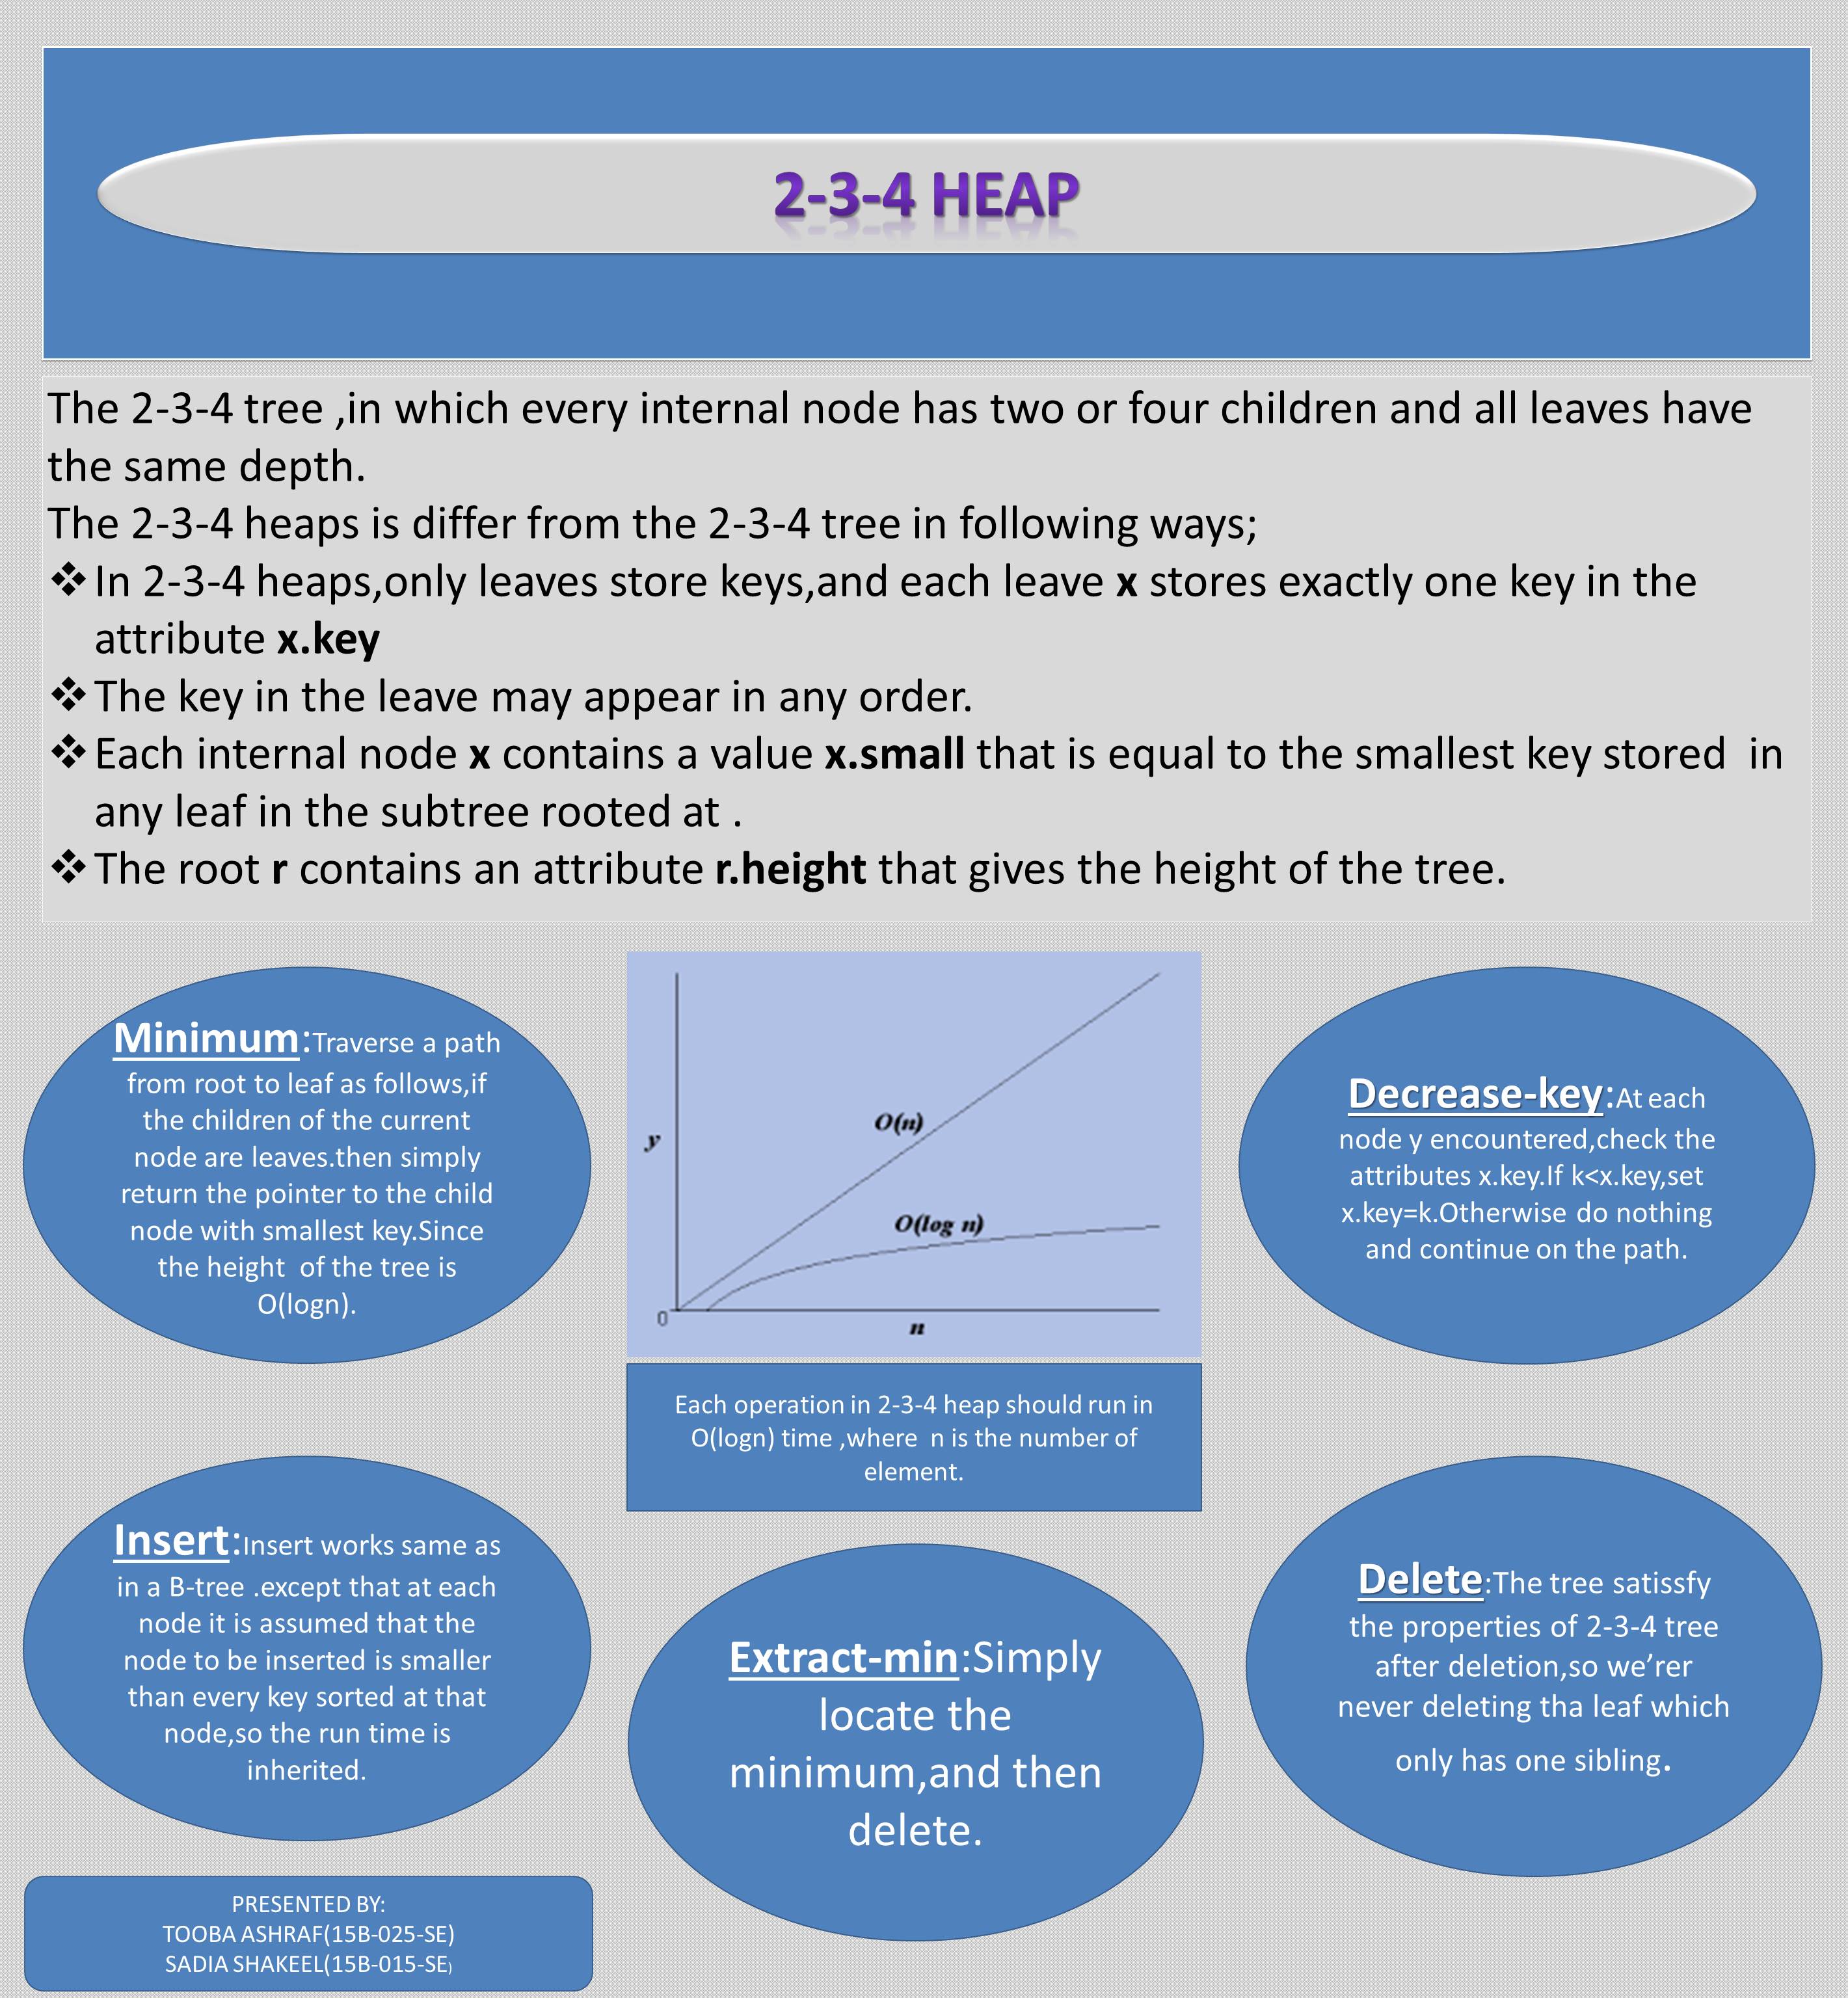 2-3-4 HEAP
The 2-3-4 tree ,in which every internal node has two or four children and all leaves have
the same depth.
The 2-3-4 heaps is differ from the 2-3-4 tree in following ways;
❖In 2-3-4 heaps,only leaves store keys,and each leave x stores exactly one key in the
attribute x.key
❖The key in the leave may appear in any order.
❖Each internal node x contains a value x.small that is equal to the smallest key stored  in
any leaf in the subtree rooted at .
❖The root r contains an attribute r.height that gives the height of the tree.
Minimum:Traverse a path
from root to leaf as follows,if
the children of the current
node are leaves.then simply
return the pointer to the child
node with smallest key.Since
the height  of the tree is
O(logn).
O(n)
y
O(log n)
0
n
Decrease-key:At each
node y encountered,check the
attributes x.key.If k<x.key,set
x.key=k.Otherwise do nothing
and continue on the path.
Each operation in 2-3-4 heap should run in
O(logn) time ,where  n is the number of
element.
Insert:Insert works same as
in a B-tree .except that at each
node it is assumed that the
node to be inserted is smaller
than every key sorted at that
node,so the run time is
inherited.
Extract-min:Simply
locate the
minimum,and then
delete.
Delete:The tree satissfy
the properties of 2-3-4 tree
after deletion,so we’rer
never deleting tha leaf which
only has one sibling.
PRESENTED BY:
TOOBA ASHRAF(15B-025-SE)
SADIA SHAKEEL(15B-015-SE)